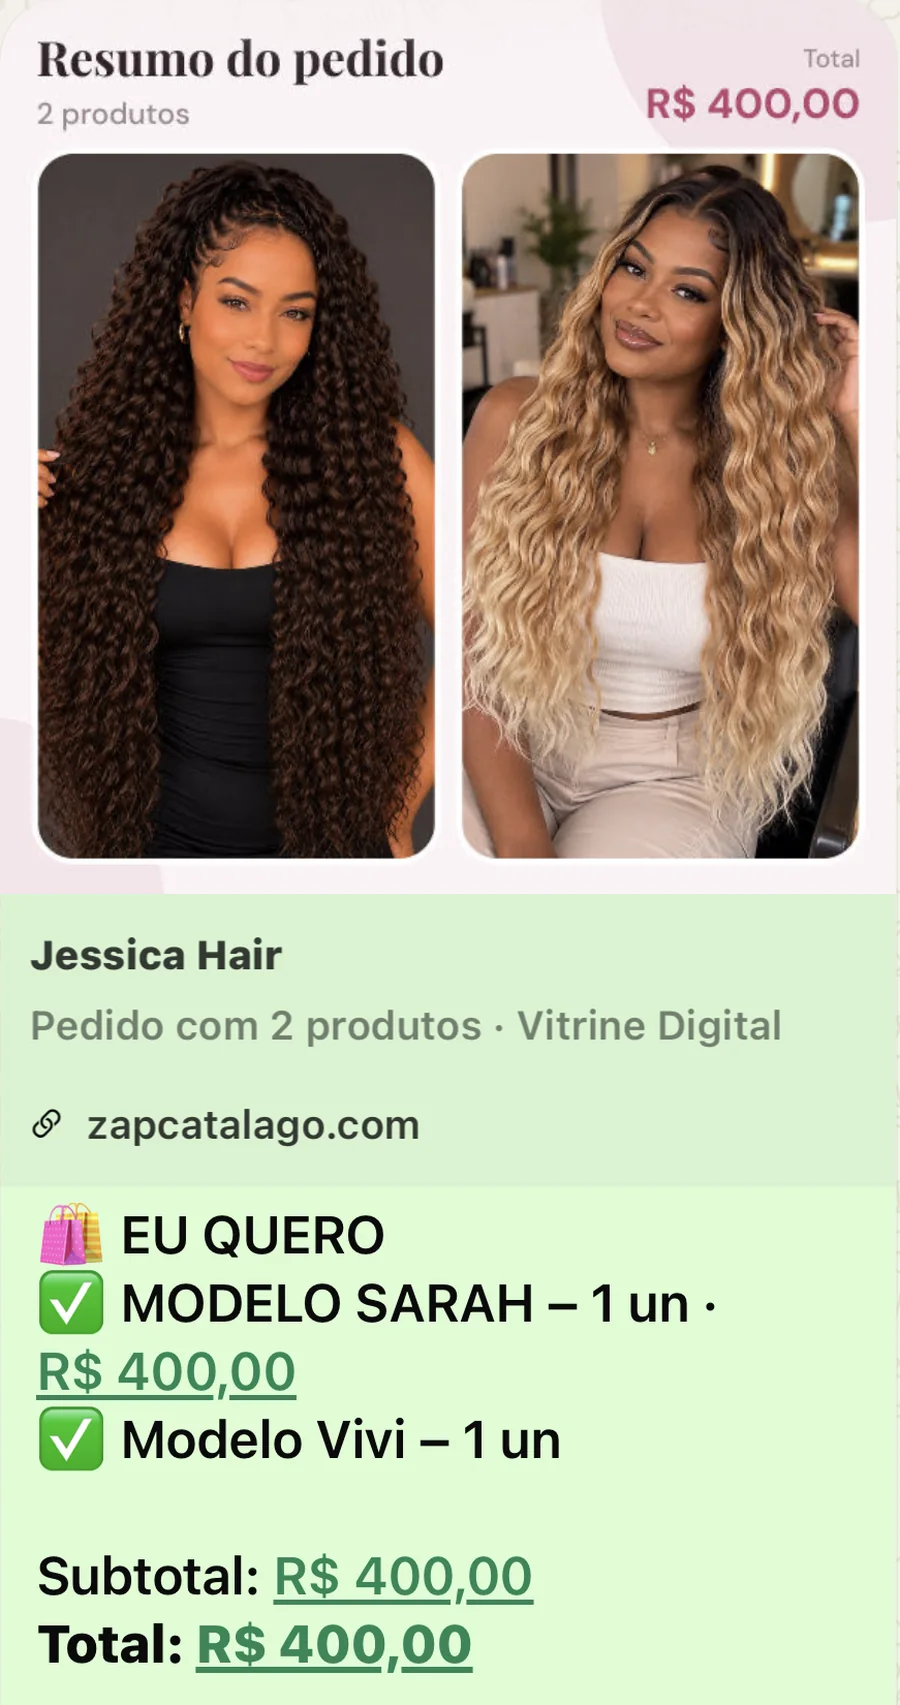 Resumo do pedido
2 produtos
Total
R$ 400,00
Jessica Hair
Pedido com 2 produtos · Vitrine Digital
zapcatalago.com
🛍️ EU QUERO
✅ MODELO SARAH – 1 un ·
R$ 400,00
✅ Modelo Vivi – 1 un
Subtotal: R$ 400,00
Total: R$ 400,00